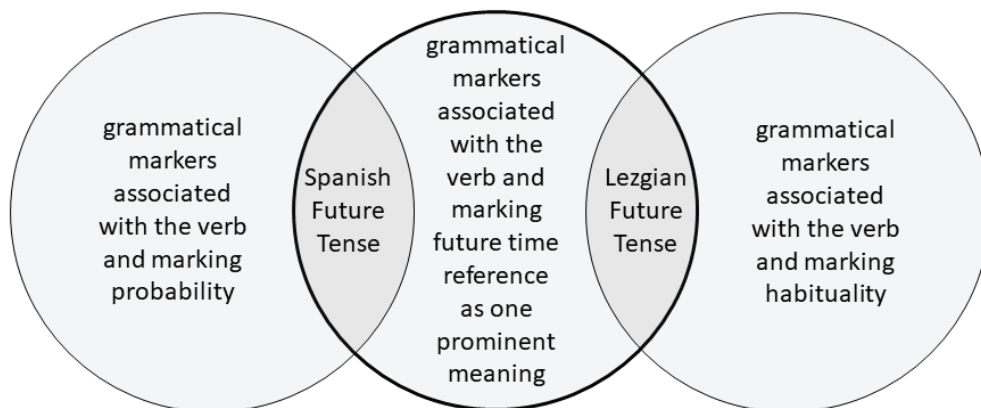 grammatical
markers
associated
with the verb
and marking
probability
Spanish
Future
Tense
grammatical
markers
associated
with the
verb and
marking
future time
reference
as one
prominent
meaning
Lezgian
Future
Tense
grammatical
markers
associated
with the verb
and marking
habituality